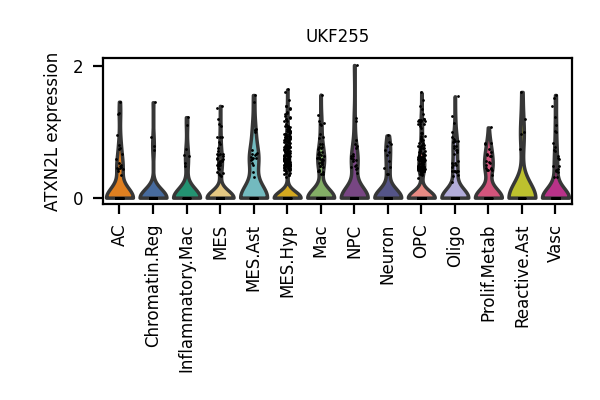 UKF255
ATXN2L expression
2
0
AC
Chromatin.Reg
Inflammatory.Mac
MES
MES.Ast
MES.Hyp
Mac
NPC
Neuron
OPC
Oligo
Prolif.Metab
Reactive.Ast
Vasc